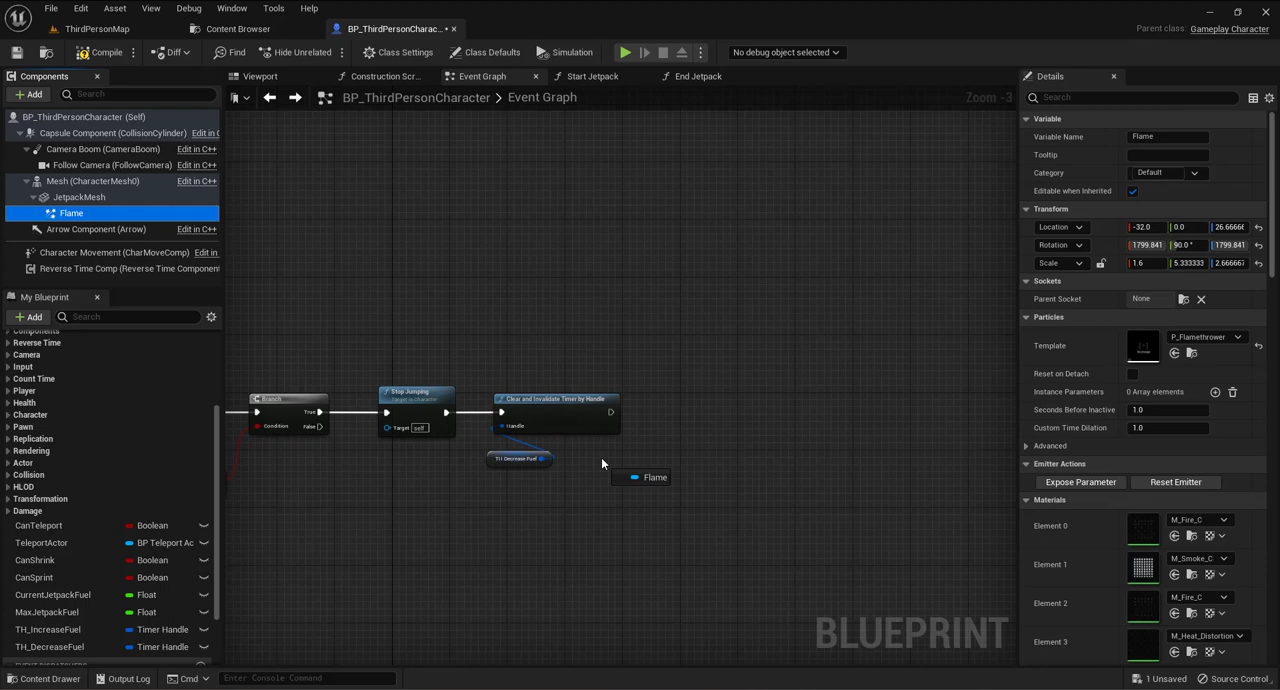 File Edit Asset View Debug Window Tools Help
ThirdPersonMap Content Browser BP_ThirdPersonCharac...• Parent class: Gameplay Character
Compile Diff Find Hide Unrelated Class Settings Class Defaults Simulation No debug object selected
Components Viewport Construction Scr... Event Graph Start Jetpack End Jetpack Details
+ Add Search BP_ThirdPersonCharacter > Event Graph Zoom -3 Search
BP_ThirdPersonCharacter (Self)
Capsule Component (CollisionCylinder) Edit in C
Camera Boom (CameraBoom) Edit in C++
Follow Camera (FollowCamera) Edit in C++
Mesh (CharacterMesh0) Edit in C++
JetpackMesh
Flame
Arrow Component (Arrow) Edit in C++
Character Movement (CharMoveComp) Edit in
Reverse Time Comp (Reverse Time Component
My Blueprint
+ Add Search
Components
Reverse Time
Camera
Input
Count Time
Player
Health
Character
Pawn
Replication
Rendering
Actor
Collision
HLOD
Transformation
Damage
CanTeleport Boolean
TeleportActor BP Teleport Ac
CanShrink Boolean
CanSprint Boolean
CurrentJetpackFuel Float
MaxJetpackFuel Float
TH_IncreaseFuel Timer Handle
TH_DecreaseFuel Timer Handle
EVENT DISPATCHERS
Branch
True
Condition False
Stop Jumping
Target is Character
Target self
Clear and Invalidate Timer by Handle
Handle
TH Decrease Fuel
Flame
BLUEPRINT
Variable
Variable Name Flame
Tooltip
Category Default
Editable when Inherited
Transform
Location -32.0 0.0 26.66666
Rotation 1799.841 90.0 ° 1799.841
Scale 1.6 5.333333 2.666667
Sockets
Parent Socket None
Particles
Template P_Flamethrower
Reset on Detach
Instance Parameters 0 Array elements
Seconds Before Inactive 1.0
Custom Time Dilation 1.0
Advanced
Emitter Actions
Expose Parameter Reset Emitter
Materials
Element 0 M_Fire_C
Element 1 M_Smoke_C
Element 2 M_Fire_C
Element 3 M_Heat_Distortion
Content Drawer Output Log Cmd Enter Console Command 1 Unsaved Source Control